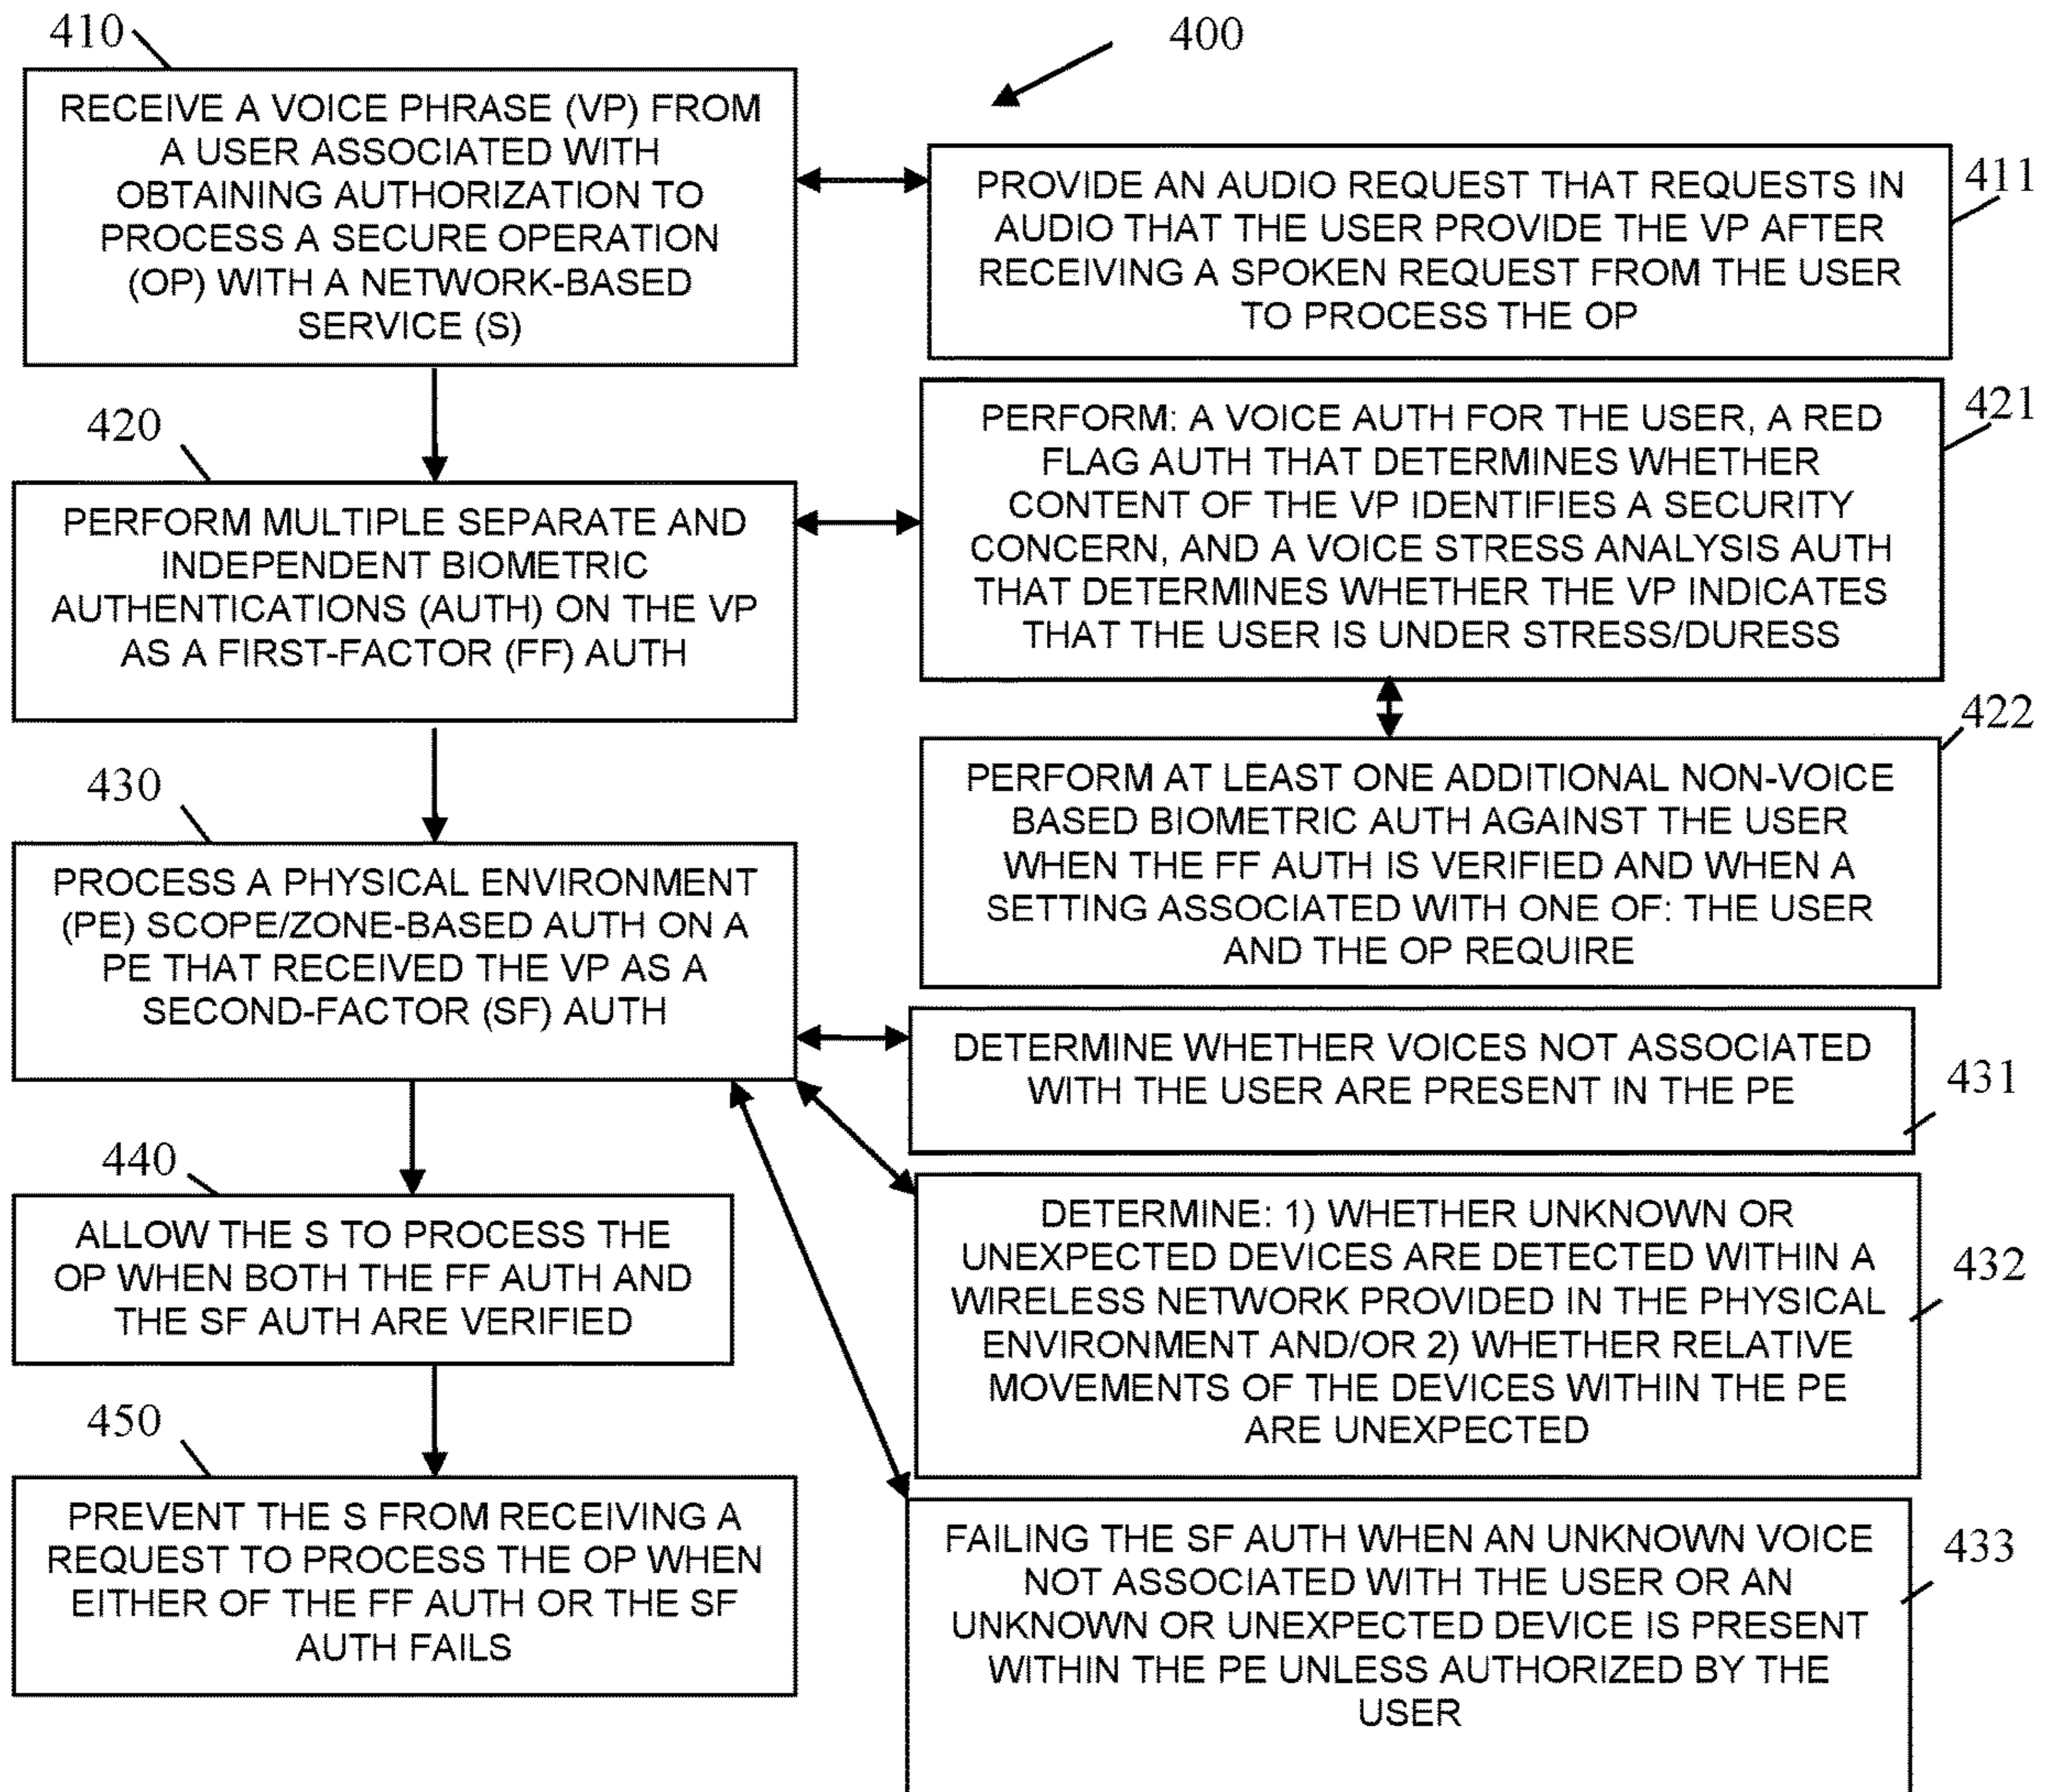 410
400
RECEIVE A VOICE PHRASE (VP) FROM
A USER ASSOCIATED WITH
OBTAINING AUTHORIZATION TO
PROCESS A SECURE OPERATION
(OP) WITH A NETWORK-BASED
SERVICE (S)
411
PROVIDE AN AUDIO REQUEST THAT REQUESTS IN
AUDIO THAT THE USER PROVIDE THE VP AFTER
RECEIVING A SPOKEN REQUEST FROM THE USER
TO PROCESS THE OP
420
PERFORM MULTIPLE SEPARATE AND
INDEPENDENT BIOMETRIC
AUTHENTICATIONS (AUTH) ON THE VP
AS A FIRST-FACTOR (FF) AUTH
421
PERFORM: A VOICE AUTH FOR THE USER, A RED
FLAG AUTH THAT DETERMINES WHETHER
CONTENT OF THE VP IDENTIFIES A SECURITY
CONCERN, AND A VOICE STRESS ANALYSIS AUTH
THAT DETERMINES WHETHER THE VP INDICATES
THAT THE USER IS UNDER STRESS/DURESS
422
PERFORM AT LEAST ONE ADDITIONAL NON-VOICE
BASED BIOMETRIC AUTH AGAINST THE USER
WHEN THE FF AUTH IS VERIFIED AND WHEN A
SETTING ASSOCIATED WITH ONE OF: THE USER
AND THE OP REQUIRE
430
PROCESS A PHYSICAL ENVIRONMENT
(PE) SCOPE/ZONE-BASED AUTH ON A
PE THAT RECEIVED THE VP AS A
SECOND-FACTOR (SF) AUTH
431
DETERMINE WHETHER VOICES NOT ASSOCIATED
WITH THE USER ARE PRESENT IN THE PE
432
DETERMINE: 1) WHETHER UNKNOWN OR
UNEXPECTED DEVICES ARE DETECTED WITHIN A
WIRELESS NETWORK PROVIDED IN THE PHYSICAL
ENVIRONMENT AND/OR 2) WHETHER RELATIVE
MOVEMENTS OF THE DEVICES WITHIN THE PE
ARE UNEXPECTED
433
FAILING THE SF AUTH WHEN AN UNKNOWN VOICE
NOT ASSOCIATED WITH THE USER OR AN
UNKNOWN OR UNEXPECTED DEVICE IS PRESENT
WITHIN THE PE UNLESS AUTHORIZED BY THE
USER
440
ALLOW THE S TO PROCESS THE
OP WHEN BOTH THE FF AUTH AND
THE SF AUTH ARE VERIFIED
450
PREVENT THE S FROM RECEIVING A
REQUEST TO PROCESS THE OP WHEN
EITHER OF THE FF AUTH OR THE SF
AUTH FAILS